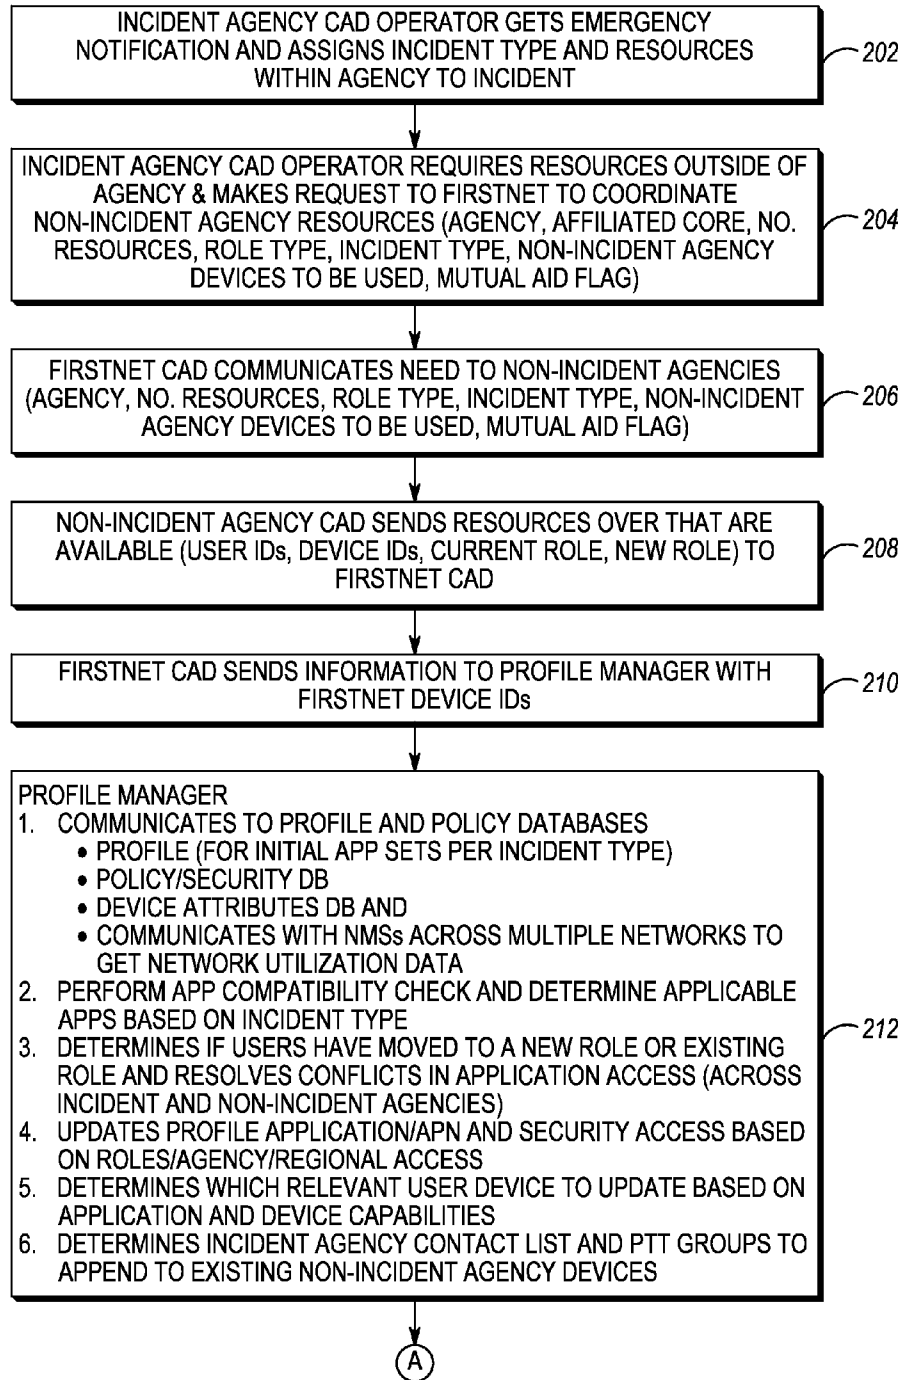 INCIDENT AGENCY CAD OPERATOR GETS EMERGENCY
NOTIFICATION AND ASSIGNS INCIDENT TYPE AND RESOURCES
WITHIN AGENCY TO INCIDENT
202
INCIDENT AGENCY CAD OPERATOR REQUIRES RESOURCES OUTSIDE OF
AGENCY & MAKES REQUEST TO FIRSTNET TO COORDINATE
NON-INCIDENT AGENCY RESOURCES (AGENCY, AFFILIATED CORE, NO.
RESOURCES, ROLE TYPE, INCIDENT TYPE, NON-INCIDENT AGENCY
DEVICES TO BE USED, MUTUAL AID FLAG)
204
FIRSTNET CAD COMMUNICATES NEED TO NON-INCIDENT AGENCIES
(AGENCY, NO. RESOURCES, ROLE TYPE, INCIDENT TYPE, NON-INCIDENT
AGENCY DEVICES TO BE USED, MUTUAL AID FLAG)
206
NON-INCIDENT AGENCY CAD SENDS RESOURCES OVER THAT ARE
AVAILABLE (USER IDs, DEVICE IDs, CURRENT ROLE, NEW ROLE) TO
FIRSTNET CAD
208
FIRSTNET CAD SENDS INFORMATION TO PROFILE MANAGER WITH
FIRSTNET DEVICE IDs
210
PROFILE MANAGER
1. COMMUNICATES TO PROFILE AND POLICY DATABASES
• PROFILE (FOR INITIAL APP SETS PER INCIDENT TYPE)
• POLICY/SECURITY DB
• DEVICE ATTRIBUTES DB AND
• COMMUNICATES WITH NMSs ACROSS MULTIPLE NETWORKS TO
GET NETWORK UTILIZATION DATA
2. PERFORM APP COMPATIBILITY CHECK AND DETERMINE APPLICABLE
APPS BASED ON INCIDENT TYPE
3. DETERMINES IF USERS HAVE MOVED TO A NEW ROLE OR EXISTING
ROLE AND RESOLVES CONFLICTS IN APPLICATION ACCESS (ACROSS
INCIDENT AND NON-INCIDENT AGENCIES)
4. UPDATES PROFILE APPLICATION/APN AND SECURITY ACCESS BASED
ON ROLES/AGENCY/REGIONAL ACCESS
5. DETERMINES WHICH RELEVANT USER DEVICE TO UPDATE BASED ON
APPLICATION AND DEVICE CAPABILITIES
6. DETERMINES INCIDENT AGENCY CONTACT LIST AND PTT GROUPS TO
APPEND TO EXISTING NON-INCIDENT AGENCY DEVICES
212
A